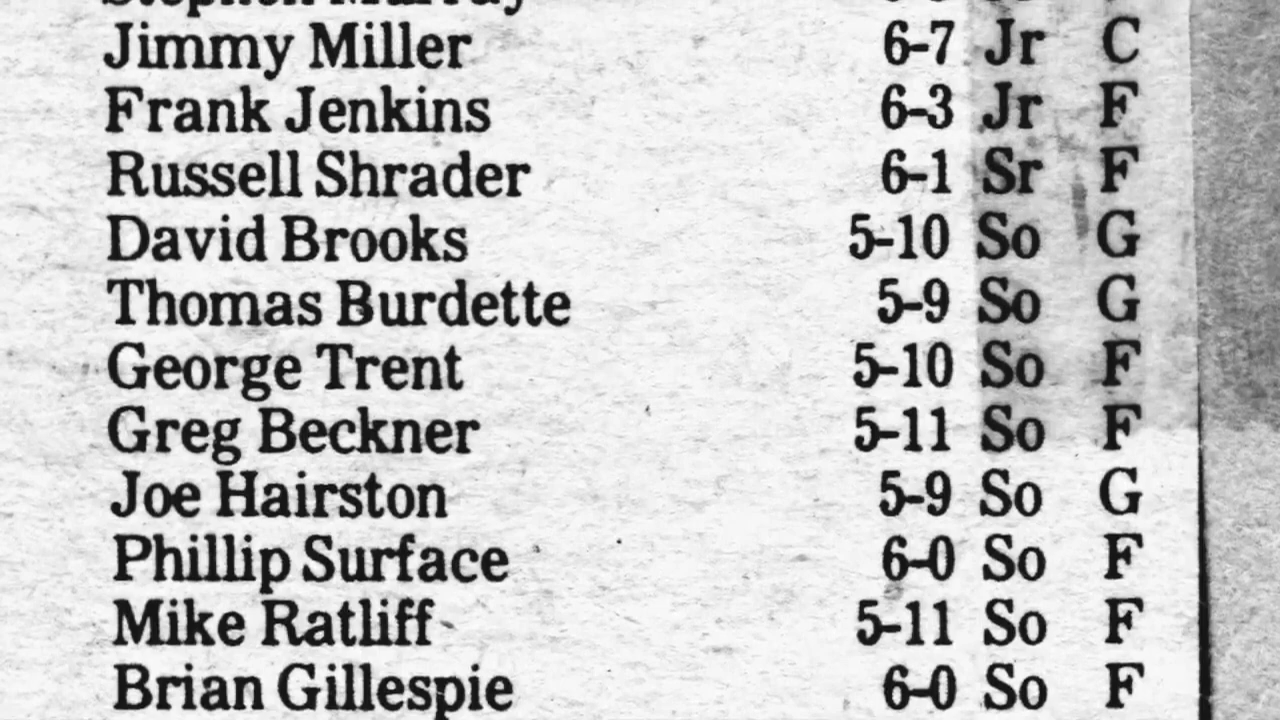 Jimmy Miller 6-7 Jr C
Frank Jenkins 6-3 Jr F
Russell Shrader 6-1 Sr F
David Brooks 5-10 So G
Thomas Burdette 5-9 So G
George Trent 5-10 So F
Greg Beckner 5-11 So F
Joe Hairston 5-9 So G
Phillip Surface 6-0 So F
Mike Ratliff 5-11 So F
Brian Gillespie 6-0 So F